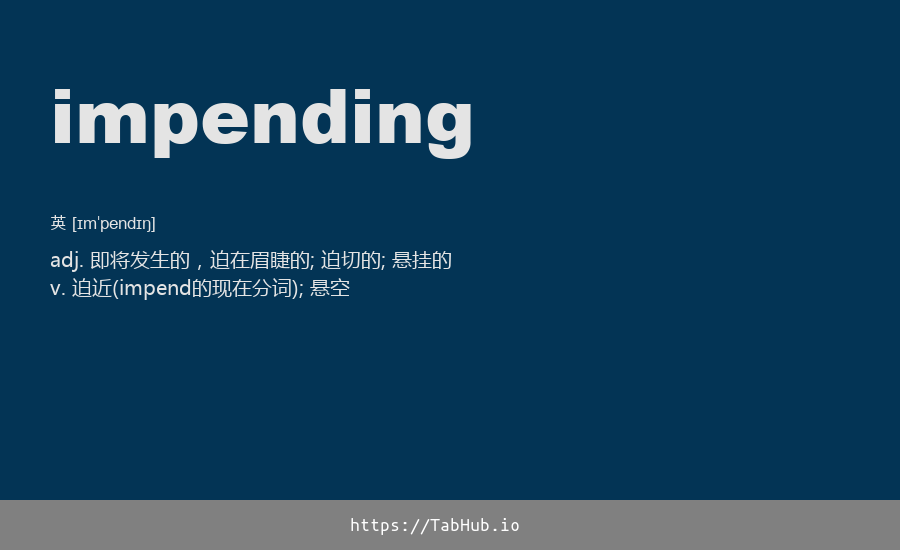 impending
英 [ɪmˈpendɪŋ]
adj. 即将发生的，迫在眉睫的; 迫切的; 悬挂的
v. 迫近(impend的现在分词); 悬空
https://TabHub.io